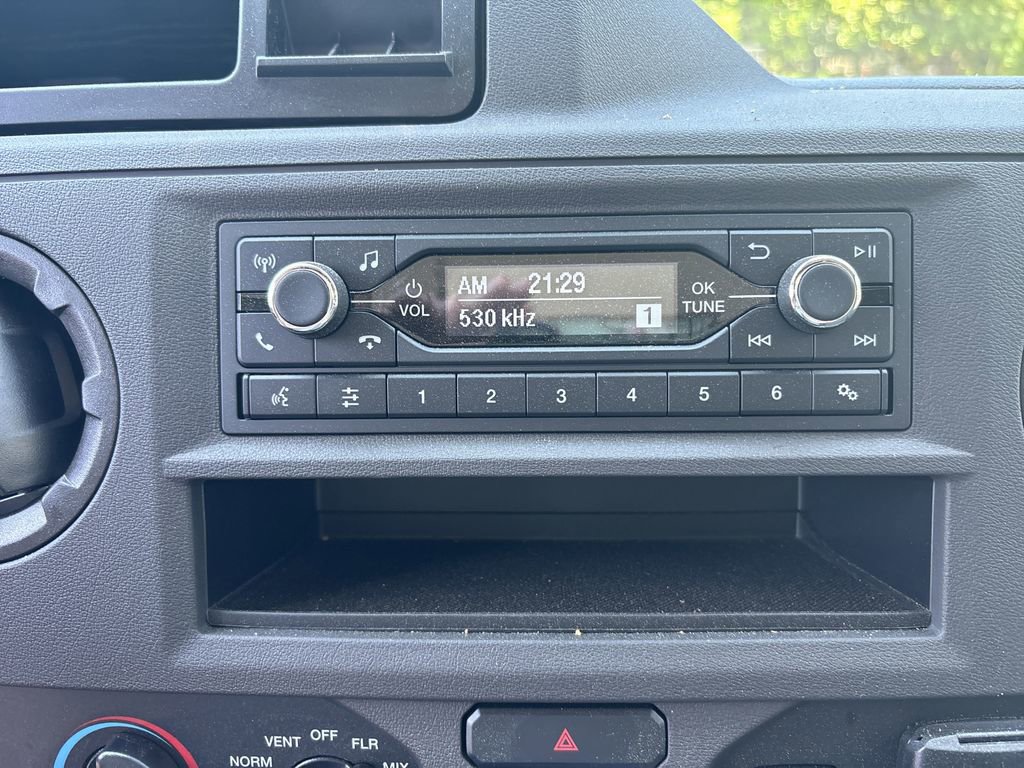 AM 21:29
530 kHz 1
VOL
OK
TUNE
1 2 3 4 5 6
NORM VENT OFF FLR MIX